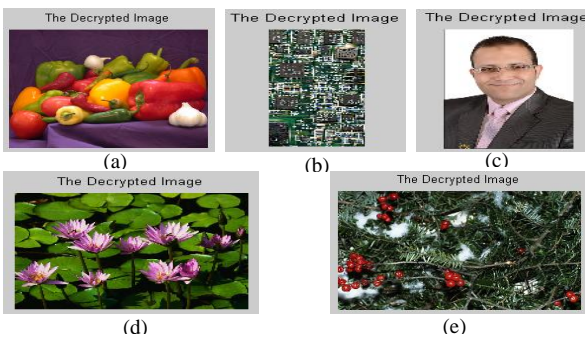 The Decrypted Image
The Decrypted Image
The Decrypted Image
(a)
(b)
(c)
The Decrypted Image
The Decrypted Image
(d)
(e)